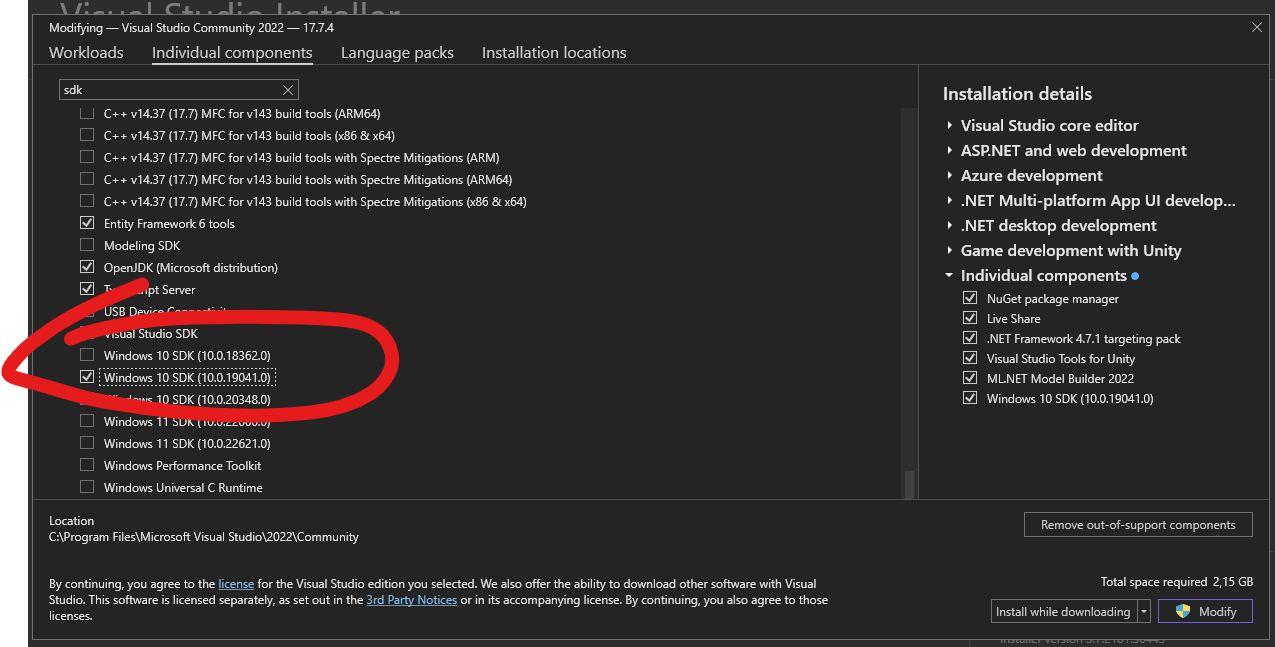 Visual Studio Installer
Modifying — Visual Studio Community 2022 — 17.7.4
Workloads Individual components Language packs Installation locations
sdk
C++ v14.37 (17.7) MFC for v143 build tools (ARM64)
C++ v14.37 (17.7) MFC for v143 build tools (x86 & x64)
C++ v14.37 (17.7) MFC for v143 build tools with Spectre Mitigations (ARM)
C++ v14.37 (17.7) MFC for v143 build tools with Spectre Mitigations (ARM64)
C++ v14.37 (17.7) MFC for v143 build tools with Spectre Mitigations (x86 & x64)
Entity Framework 6 tools
Modeling SDK
OpenJDK (Microsoft distribution)
TypeScript Server
USB Device Connectivity
Visual Studio SDK
Windows 10 SDK (10.0.18362.0)
Windows 10 SDK (10.0.19041.0)
Windows 10 SDK (10.0.20348.0)
Windows 11 SDK (10.0.22000.0)
Windows 11 SDK (10.0.22621.0)
Windows Performance Toolkit
Windows Universal C Runtime
Installation details
Visual Studio core editor
ASP.NET and web development
Azure development
.NET Multi-platform App UI develop...
.NET desktop development
Game development with Unity
Individual components
NuGet package manager
Live Share
.NET Framework 4.7.1 targeting pack
Visual Studio Tools for Unity
ML.NET Model Builder 2022
Windows 10 SDK (10.0.19041.0)
Location
C:\Program Files\Microsoft Visual Studio\2022\Community
Remove out-of-support components
By continuing, you agree to the license for the Visual Studio edition you selected. We also offer the ability to download other software with Visual
Studio. This software is licensed separately, as set out in the 3rd Party Notices or in its accompanying license. By continuing, you also agree to those
licenses.
Total space required 2,15 GB
Install while downloading Modify